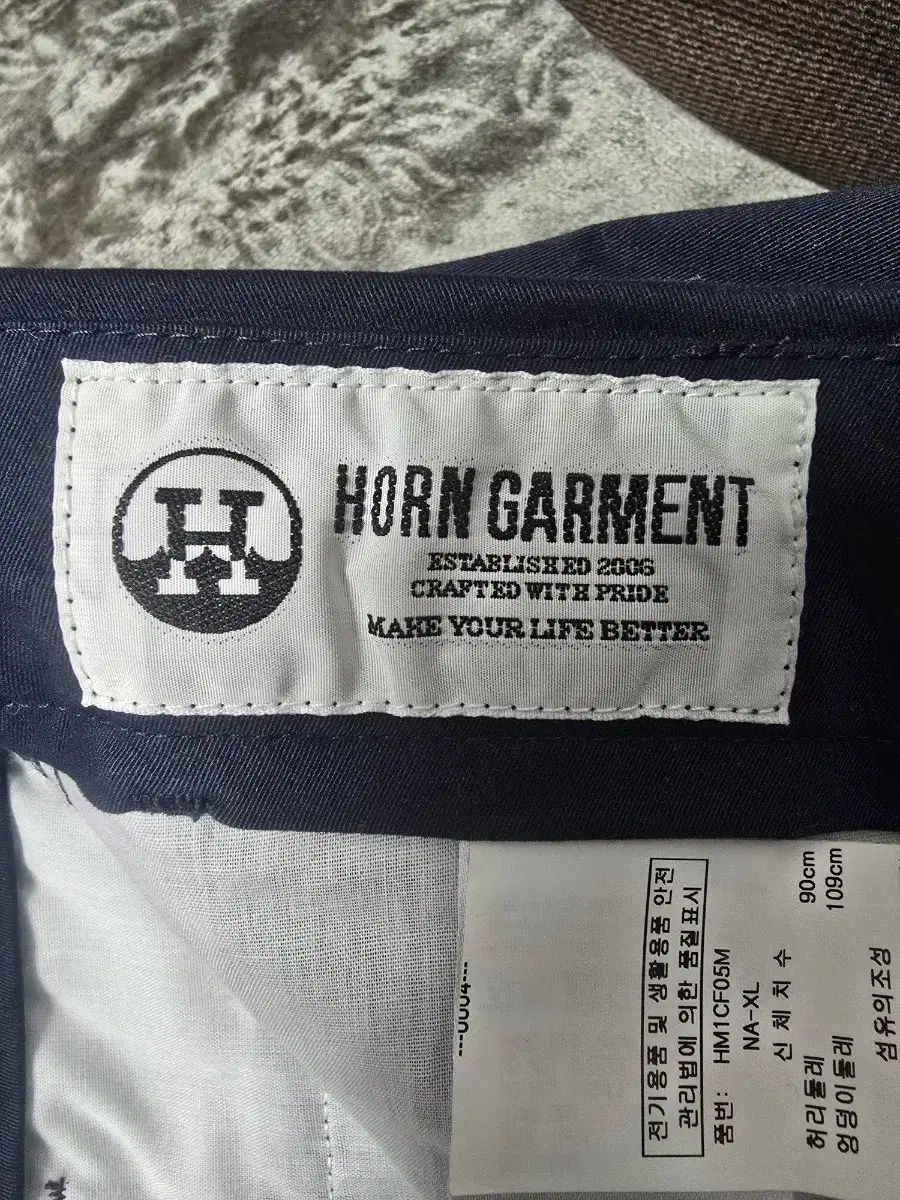 H
HORN GARMENT
ESTABLISHED 2006
CRAFTED WITH PRIDE
MAKE YOUR LIFE BETTER
전기용품 및 생활용품 안전
관리법에 의한 품질표시
품번: HM1CF05M
NA-XL
신체치수
허리둘레 90cm
엉덩이둘레 109cm
섬유의조성